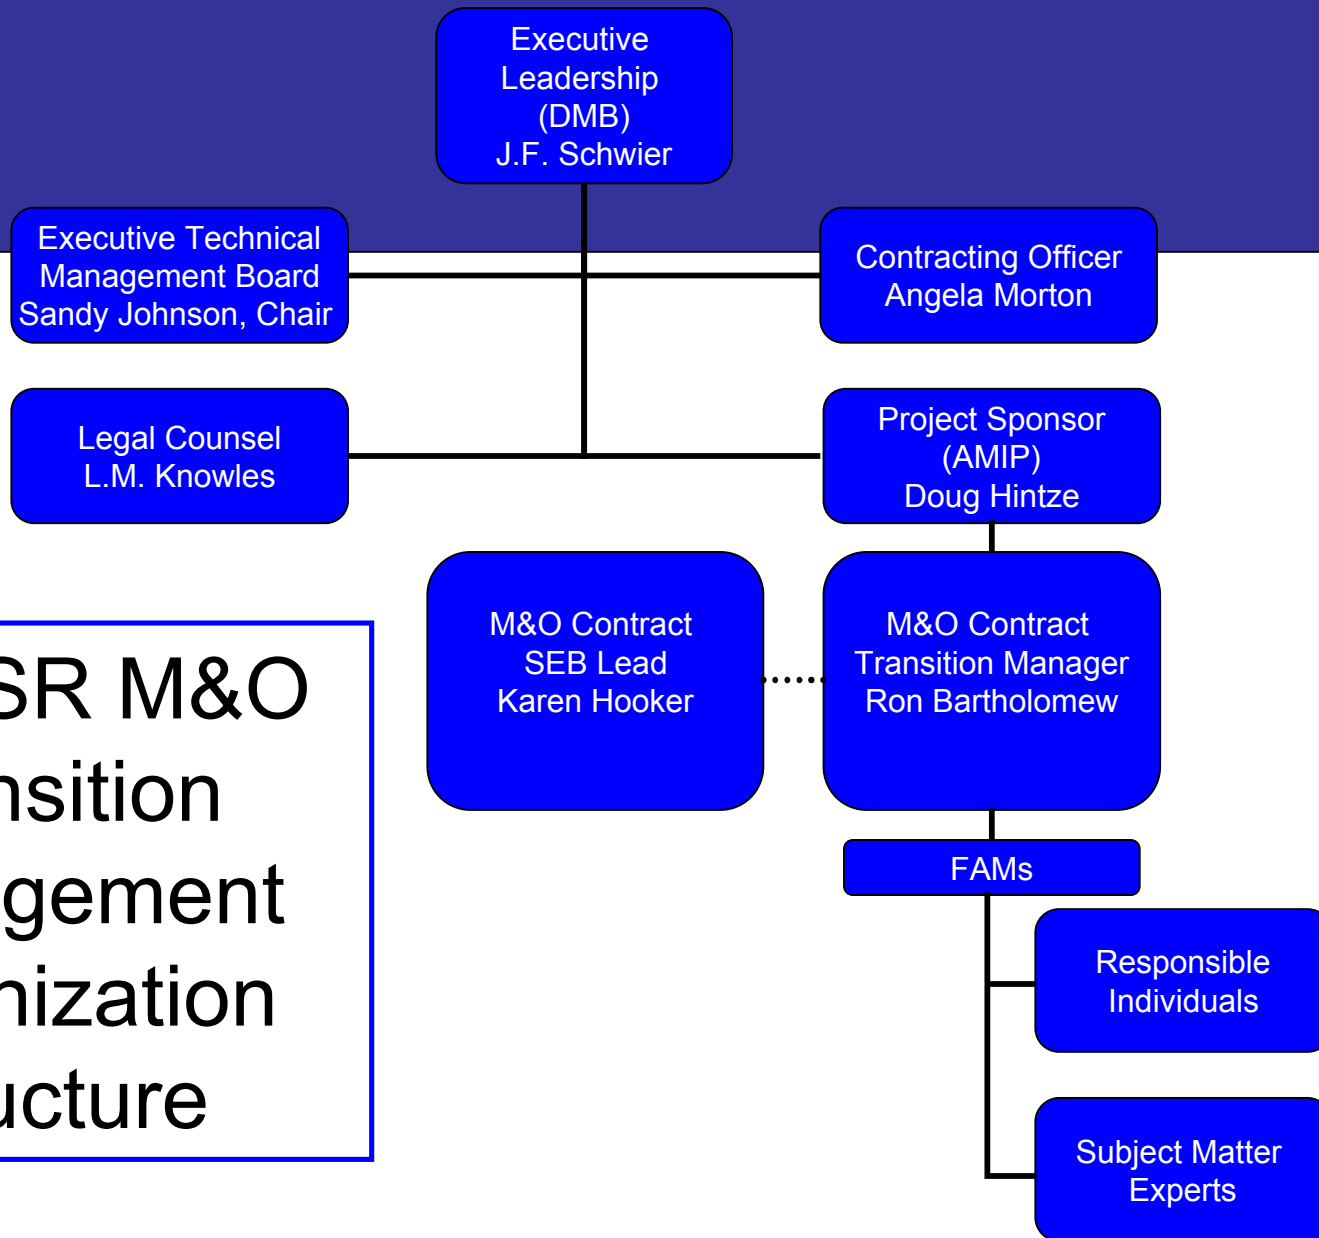 Executive
Leadership
(DMB)
J.F. Schwier
Executive Technical
Management Board
Sandy Johnson, Chair
Contracting Officer
Angela Morton
Legal Counsel
L.M. Knowles
Project Sponsor
(AMIP)
Doug Hintze
M&O Contract
SEB Lead
Karen Hooker
M&O Contract
Transition Manager
Ron Bartholomew
SR M&O
nsition
gement
nization
ucture
FAMs
Responsible
Individuals
Subject Matter
Experts